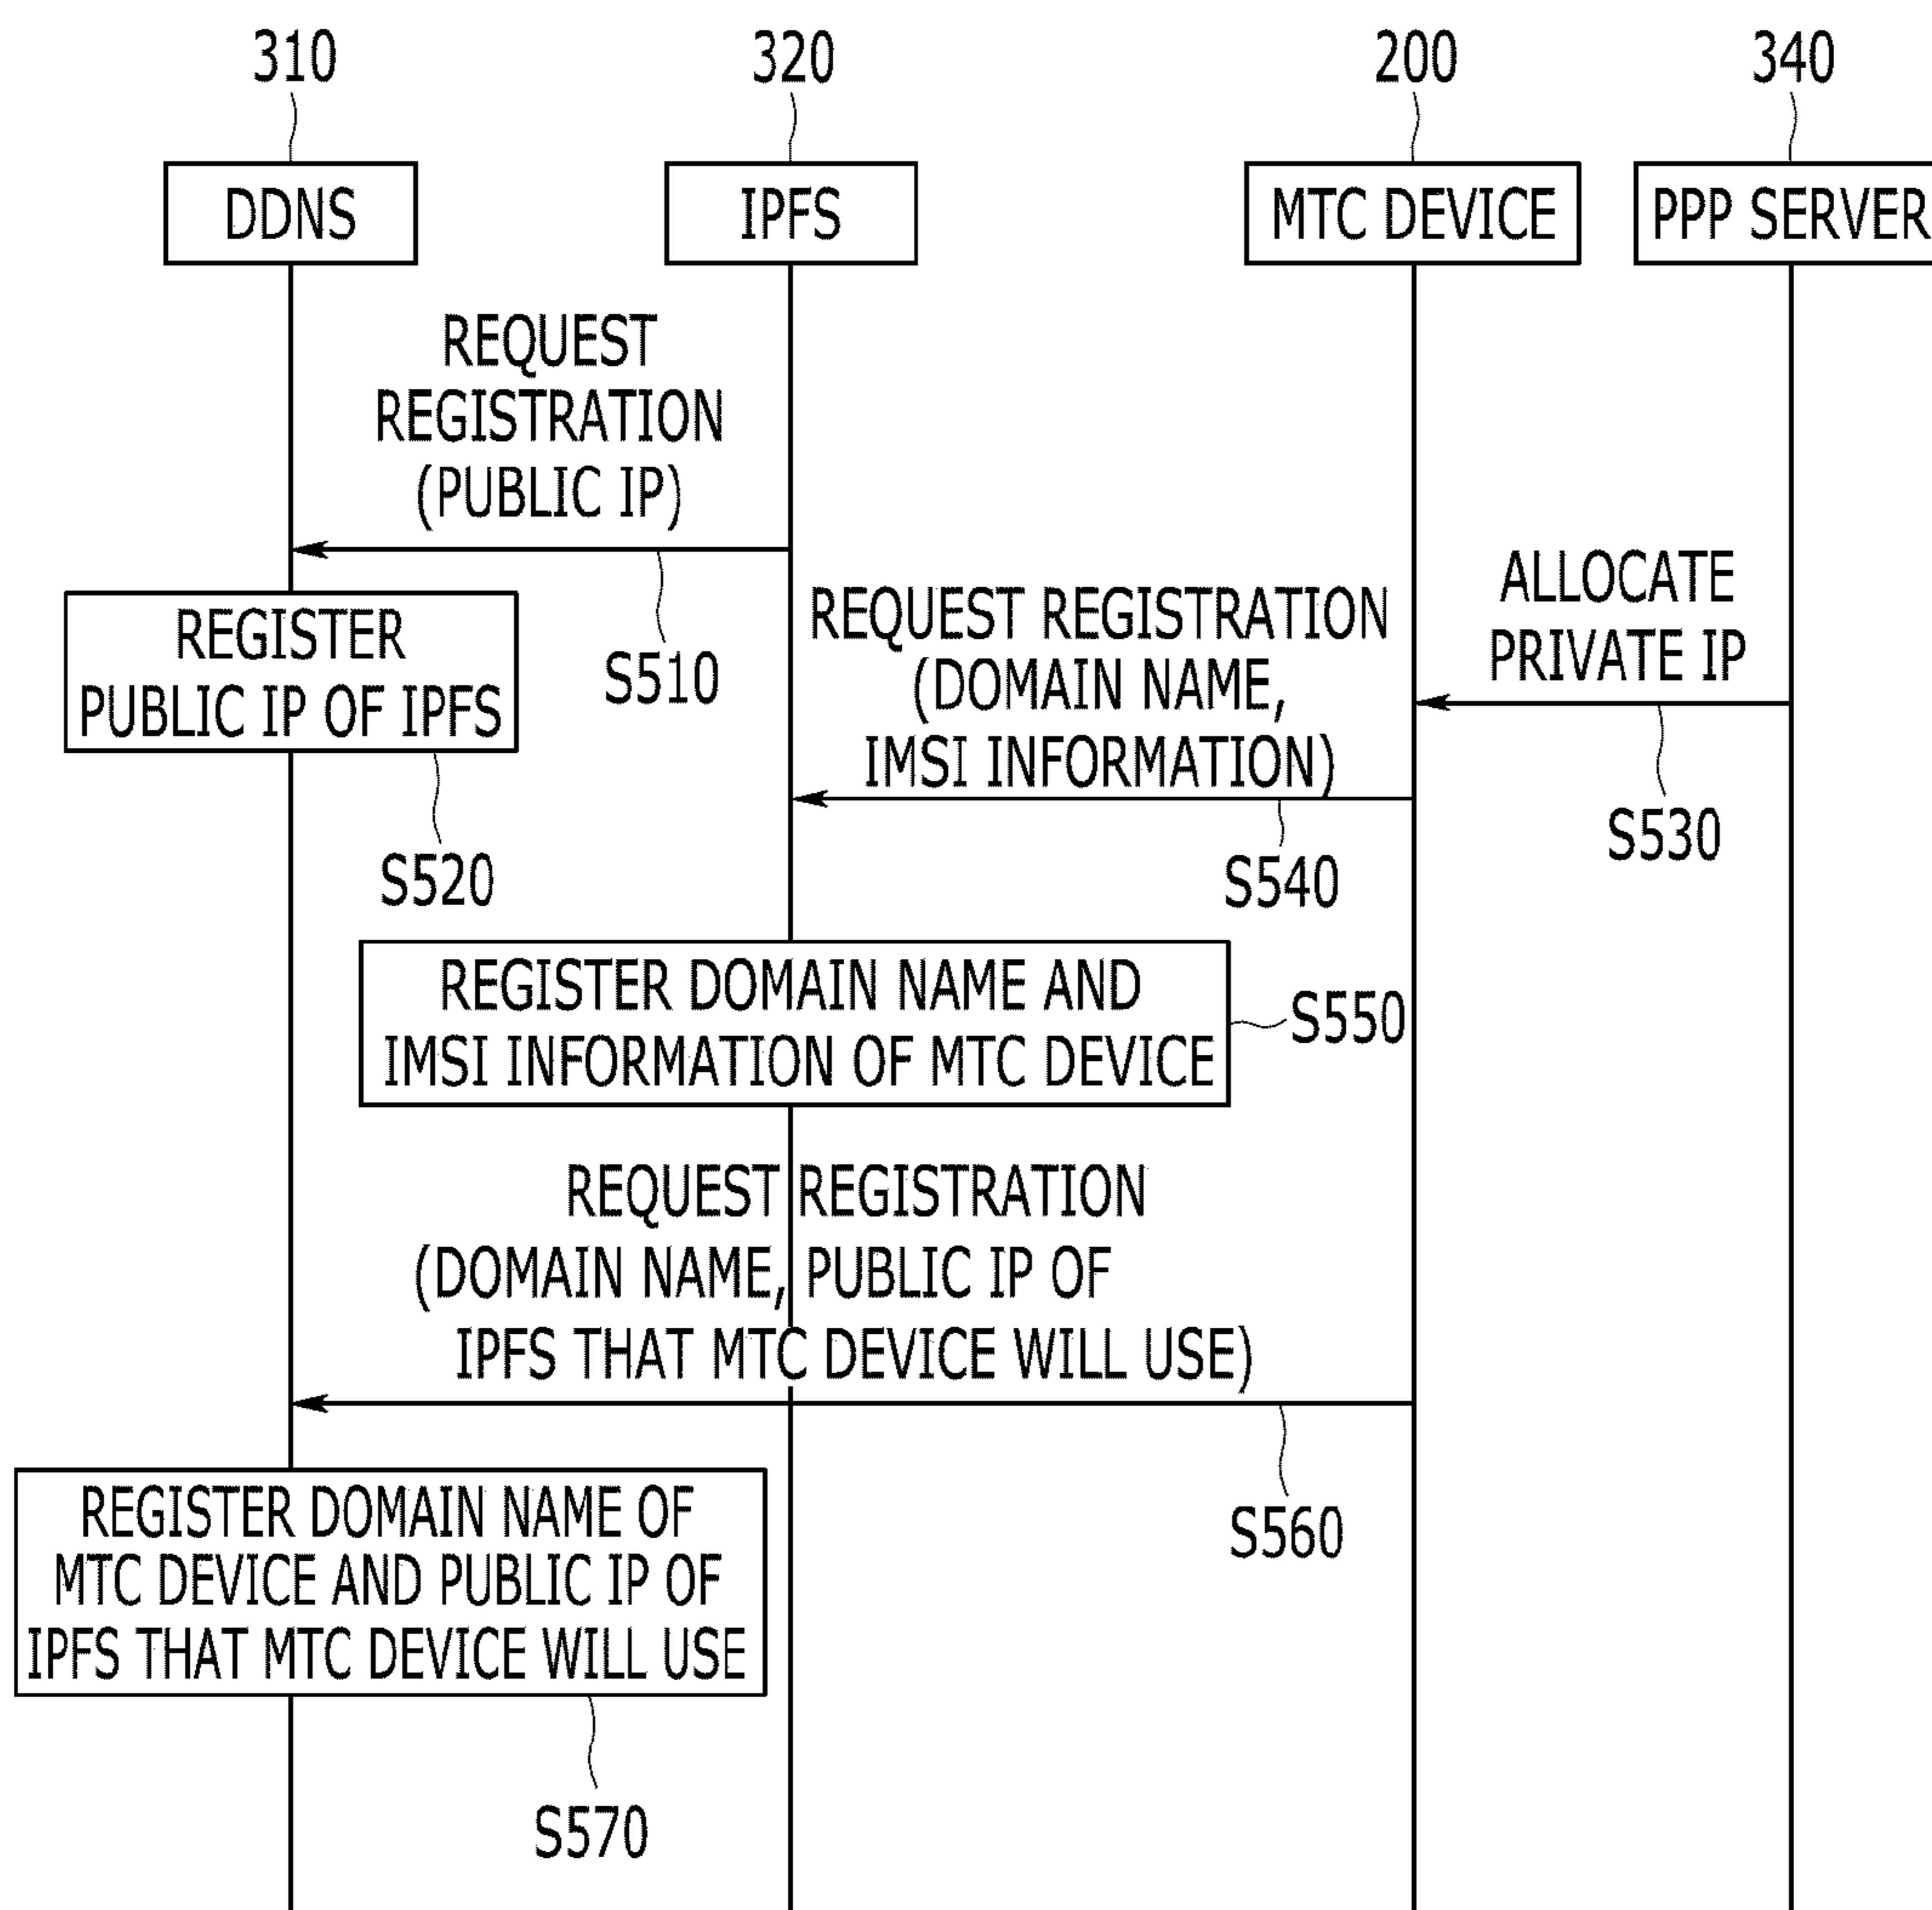 310
320
200
340
DDNS
IPFS
MTC DEVICE
PPP SERVER
REQUEST
REGISTRATION
(PUBLIC IP)
S510
REGISTER
PUBLIC IP OF IPFS
S520
ALLOCATE
PRIVATE IP
S530
REQUEST REGISTRATION
(DOMAIN NAME,
IMSI INFORMATION)
S540
REGISTER DOMAIN NAME AND
IMSI INFORMATION OF MTC DEVICE
S550
REQUEST REGISTRATION
(DOMAIN NAME, PUBLIC IP OF
IPFS THAT MTC DEVICE WILL USE)
S560
REGISTER DOMAIN NAME OF
MTC DEVICE AND PUBLIC IP OF
IPFS THAT MTC DEVICE WILL USE
S570